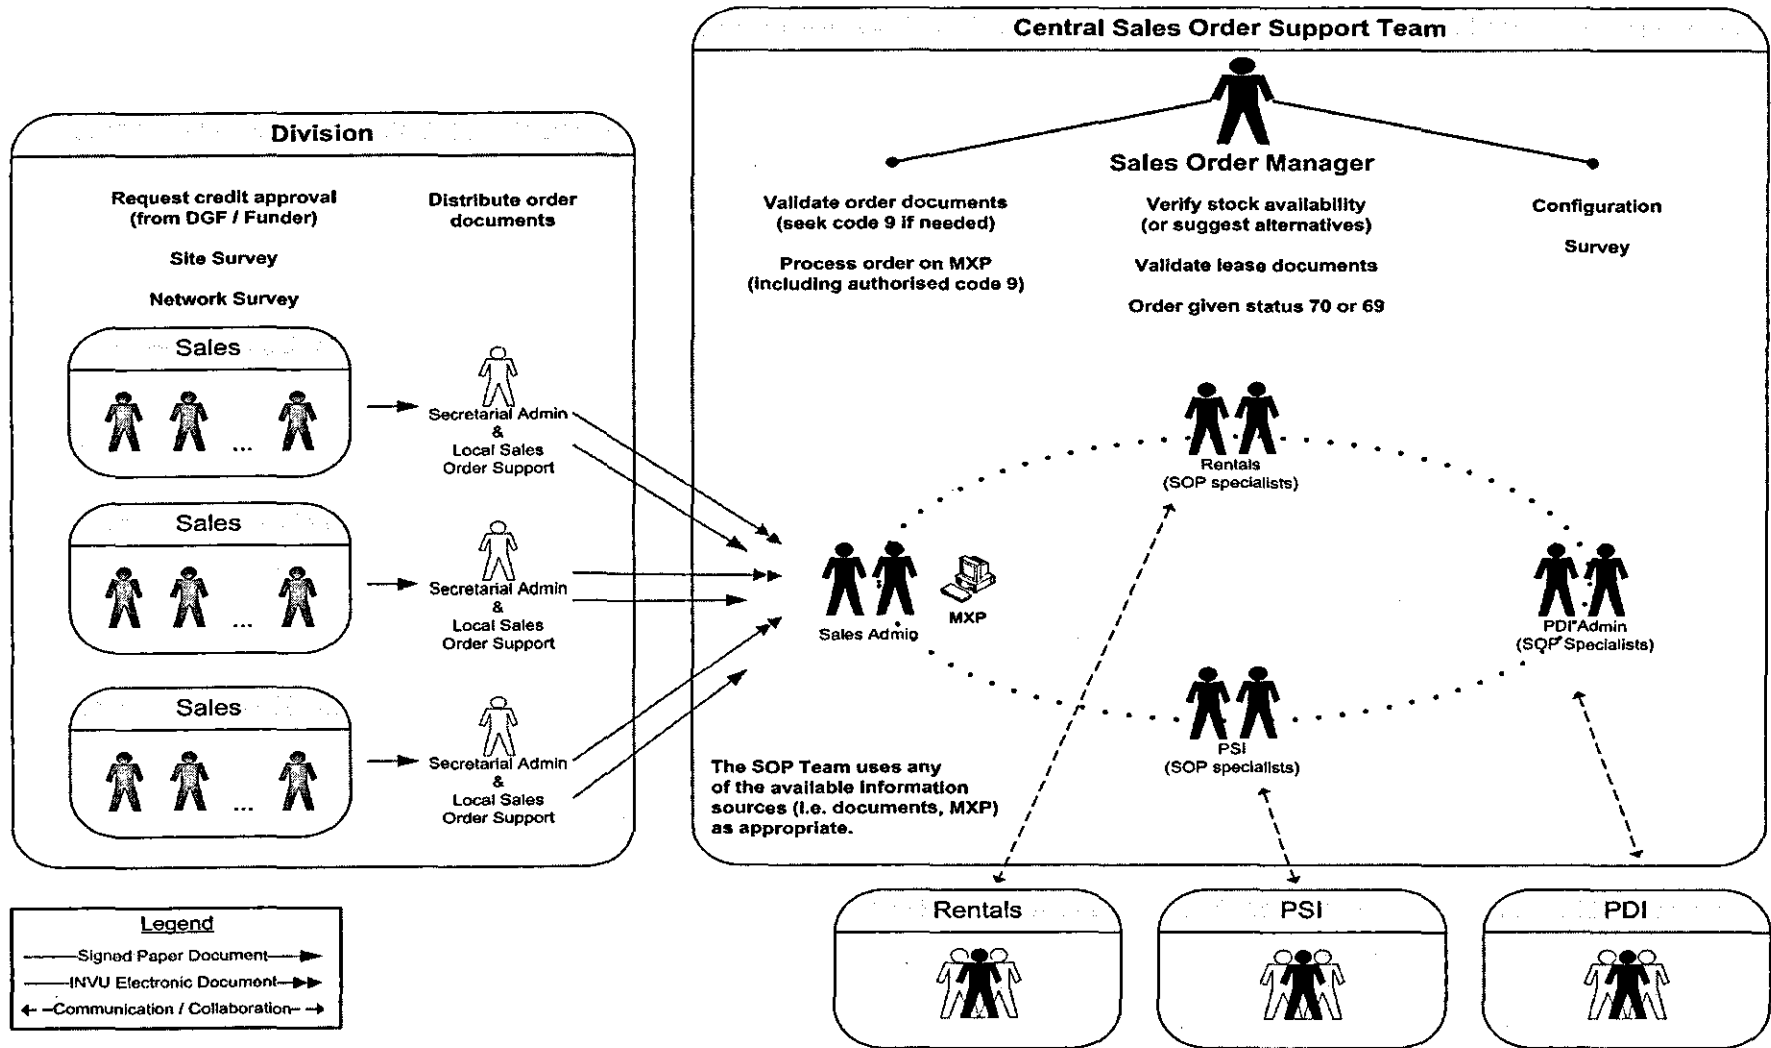 Central Sales Order Support Team
Sales Order Manager
Validate order documents
(seek code 9 if needed)
Process order on MXP
(including authorised code 9)
Verify stock availability
(or suggest alternatives)
Validate lease documents
Order given status 70 or 69
Configuration
Survey
Division
Request credit approval
(from DGF / Funder)
Site Survey
Network Survey
Distribute order
documents
Sales
...
Secretarial Admin
&
Local Sales
Order Support
Sales
...
Secretarial Admin
&
Local Sales
Order Support
Sales
...
Secretarial Admin
&
Local Sales
Order Support
Rentals
(SOP specialists)
Sales Admin
MXP
PDI Admin
(SOP Specialists)
PSI
(SOP specialists)
The SOP Team uses any
of the available information
sources (i.e. documents, MXP)
as appropriate.
Rentals
PSI
PDI
Legend
Signed Paper Document
INVU Electronic Document
Communication / Collaboration